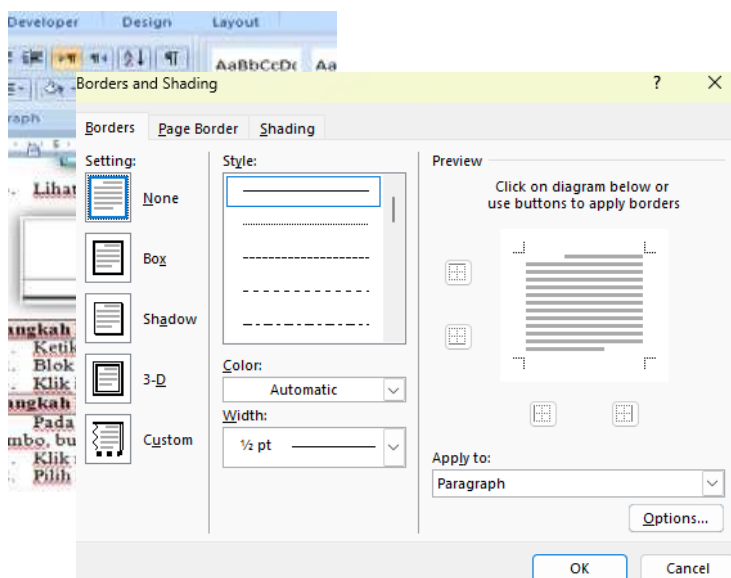 Developer Design Layout
AaBbCcDc Aa
raph
Lihat
angkah
Ketik
Blok
Klik
angkah
Pada
mbo, bu
Klik
Pilih
Borders and Shading ? X
Borders Page Border Shading
Setting:
None
Box
Shadow
3-D
Custom
Style:
Color:
Automatic
Width:
½ pt
Preview
Click on diagram below or
use buttons to apply borders
Apply to:
Paragraph
Options...
OK Cancel